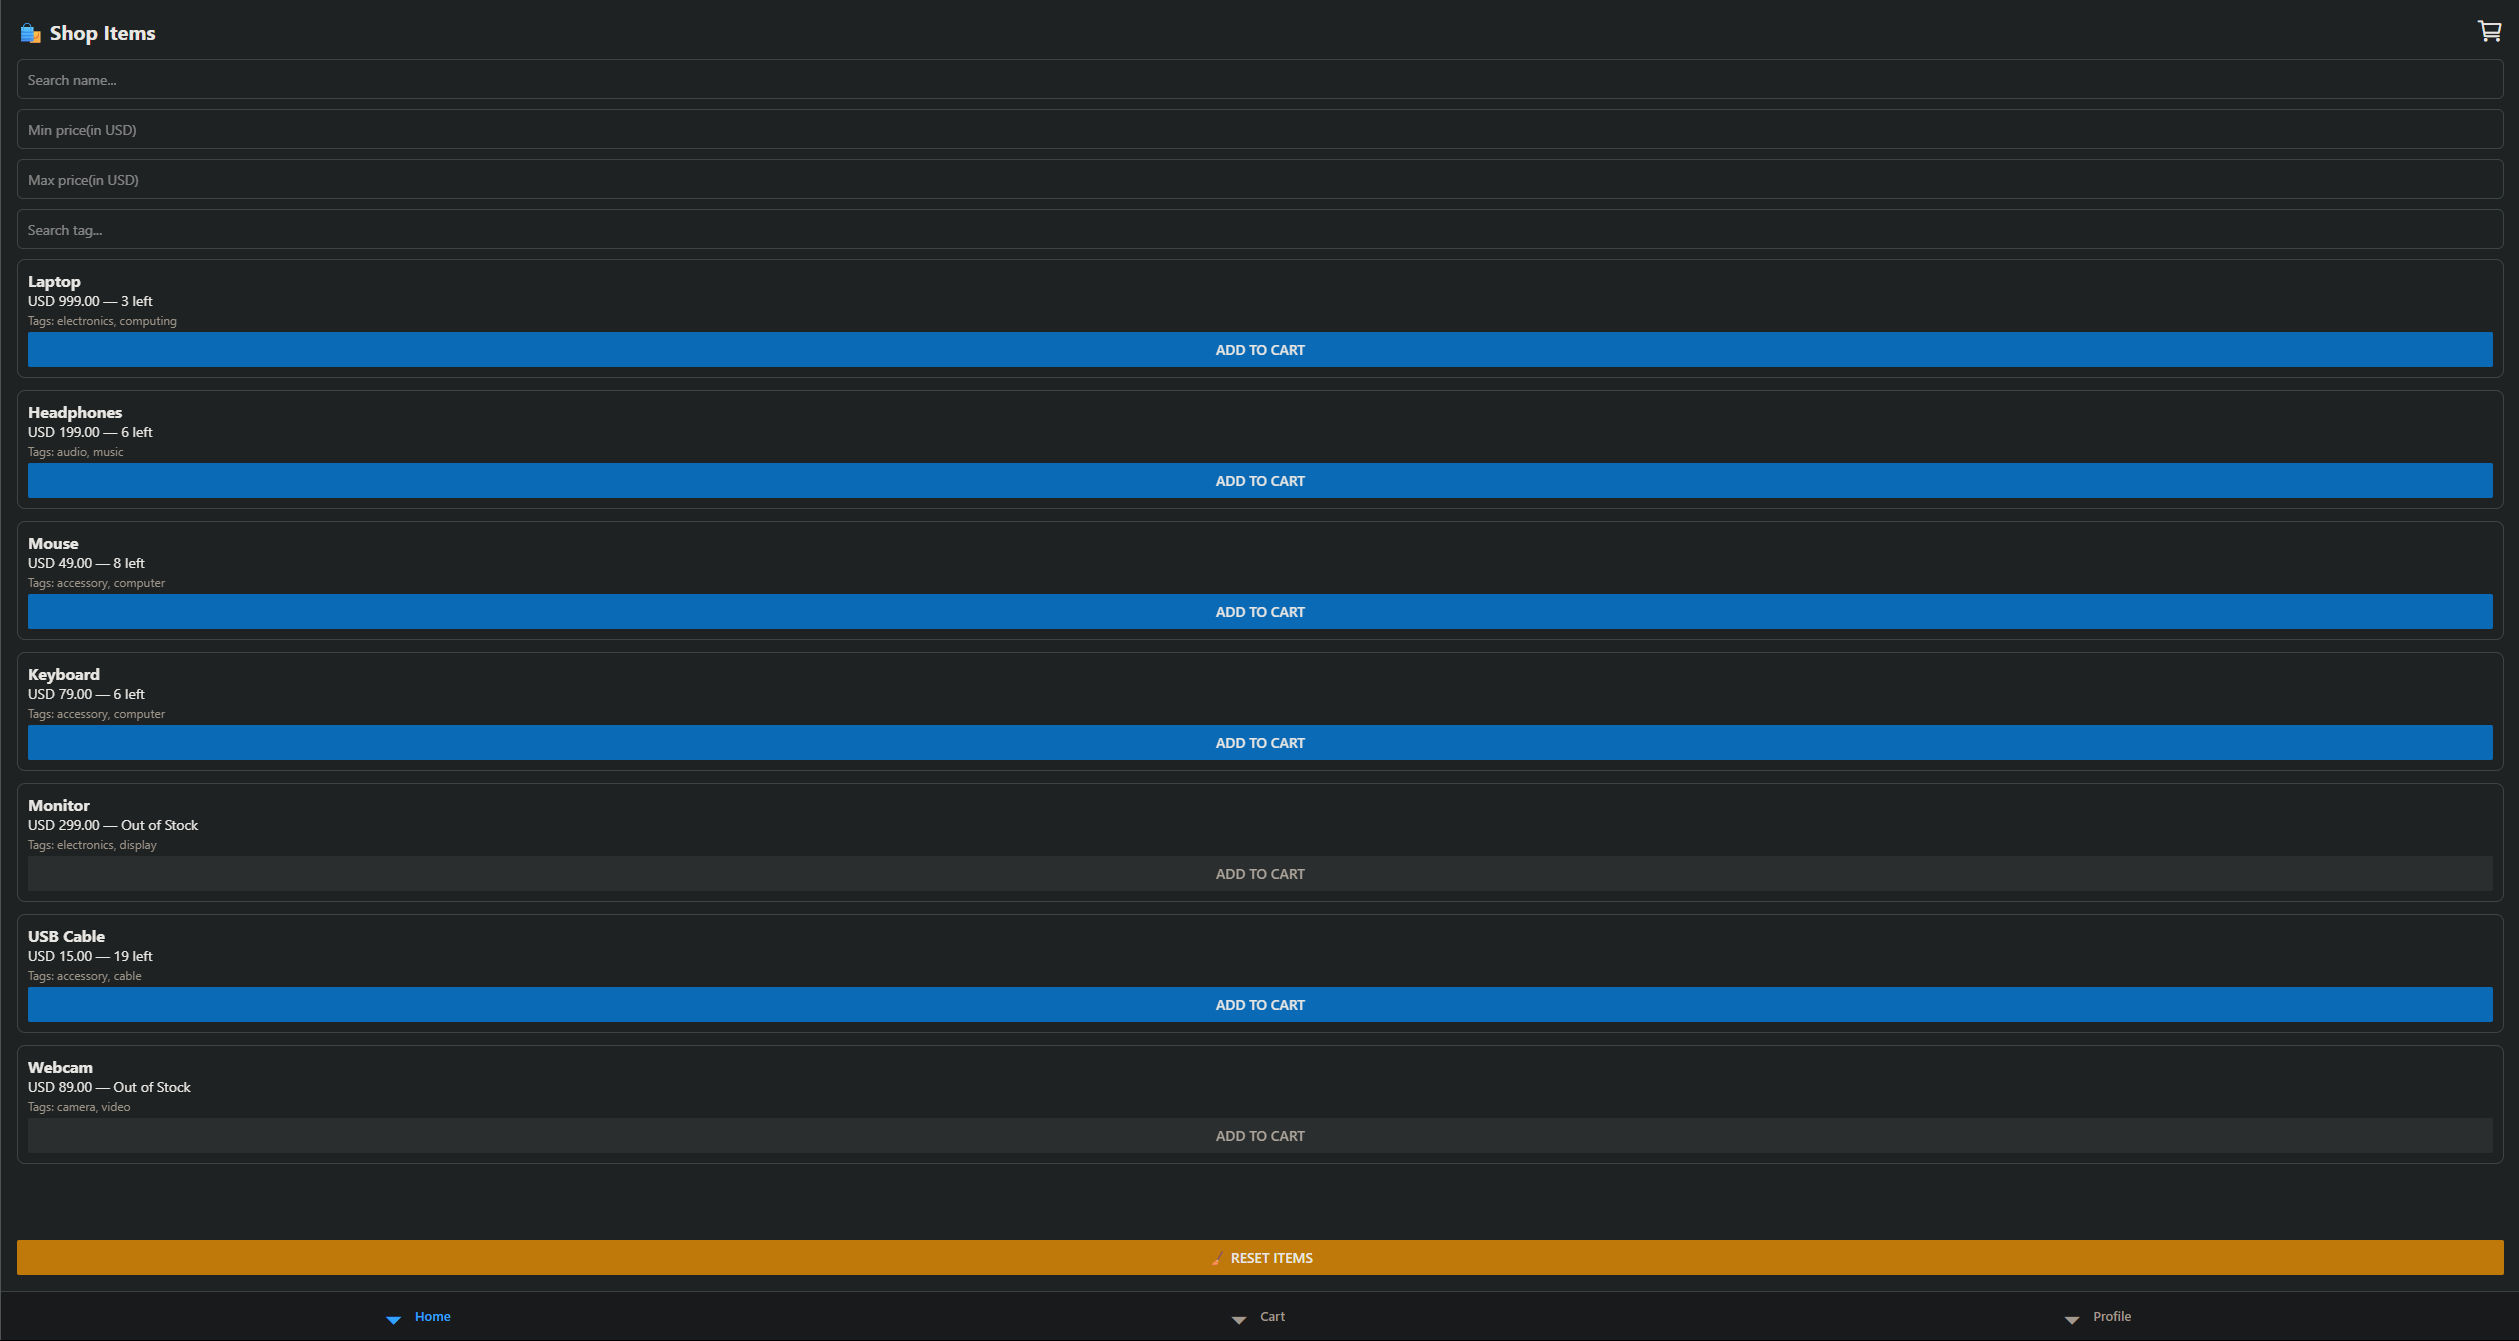 Shop Items
Search name...
Min price(in USD)
Max price(in USD)
Search tag...
Laptop
USD 999.00 — 3 left
Tags: electronics, computing
ADD TO CART
Headphones
USD 199.00 — 6 left
Tags: audio, music
ADD TO CART
Mouse
USD 49.00 — 8 left
Tags: accessory, computer
ADD TO CART
Keyboard
USD 79.00 — 6 left
Tags: accessory, computer
ADD TO CART
Monitor
USD 299.00 — Out of Stock
Tags: electronics, display
ADD TO CART
USB Cable
USD 15.00 — 19 left
Tags: accessory, cable
ADD TO CART
Webcam
USD 89.00 — Out of Stock
Tags: camera, video
ADD TO CART
RESET ITEMS
Home Cart Profile